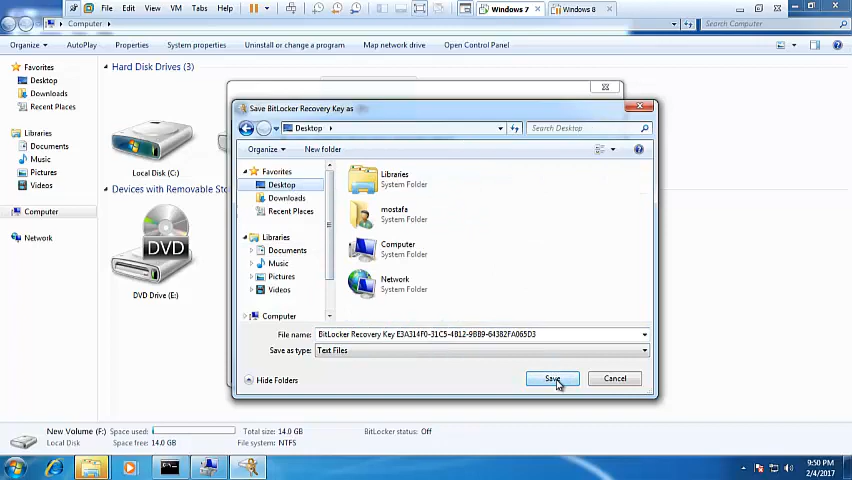 File Edit View VM Tabs Help Windows 7 Windows 8
Computer Search Computer
Organize AutoPlay Properties System properties Uninstall or change a program Map network drive Open Control Panel
Favorites
Desktop
Downloads
Recent Places
Libraries
Documents
Music
Pictures
Videos
Computer
Network
Hard Disk Drives (3)
Local Disk (C:)
Devices with Removable Sto
DVD
DVD Drive (E:)
Save BitLocker Recovery Key as
Desktop Search Desktop
Organize New folder
Favorites
Desktop
Downloads
Recent Places
Libraries
Documents
Music
Pictures
Videos
Computer
Libraries
System Folder
mostafa
System Folder
Computer
System Folder
Network
System Folder
File name: BitLocker Recovery Key E3A314F0-31C5-4B12-9BB9-643B2FA065D3
Save as type: Text Files
Hide Folders Save Cancel
New Volume (F:) Space used: Total size: 14.0 GB BitLocker status: Off
Local Disk Space free: 14.0 GB File system: NTFS
9:50 PM
2/4/2017